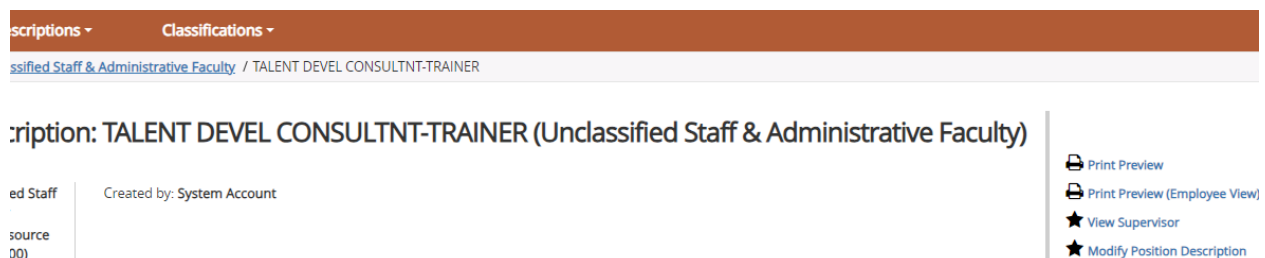 scriptions Classifications
ssified Staff & Administrative Faculty / TALENT DEVEL CONSULTNT-TRAINER
cription: TALENT DEVEL CONSULTNT-TRAINER (Unclassified Staff & Administrative Faculty)
Print Preview
ed Staff Created by: System Account Print Preview (Employee View)
View Supervisor
source
00) Modify Position Description